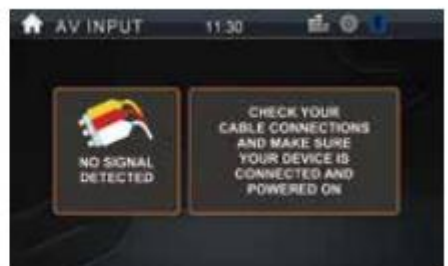 AV INPUT
11:30
NO SIGNAL
DETECTED
CHECK YOUR
CABLE CONNECTIONS
AND MAKE SURE
YOUR DEVICE IS
CONNECTED AND
POWERED ON